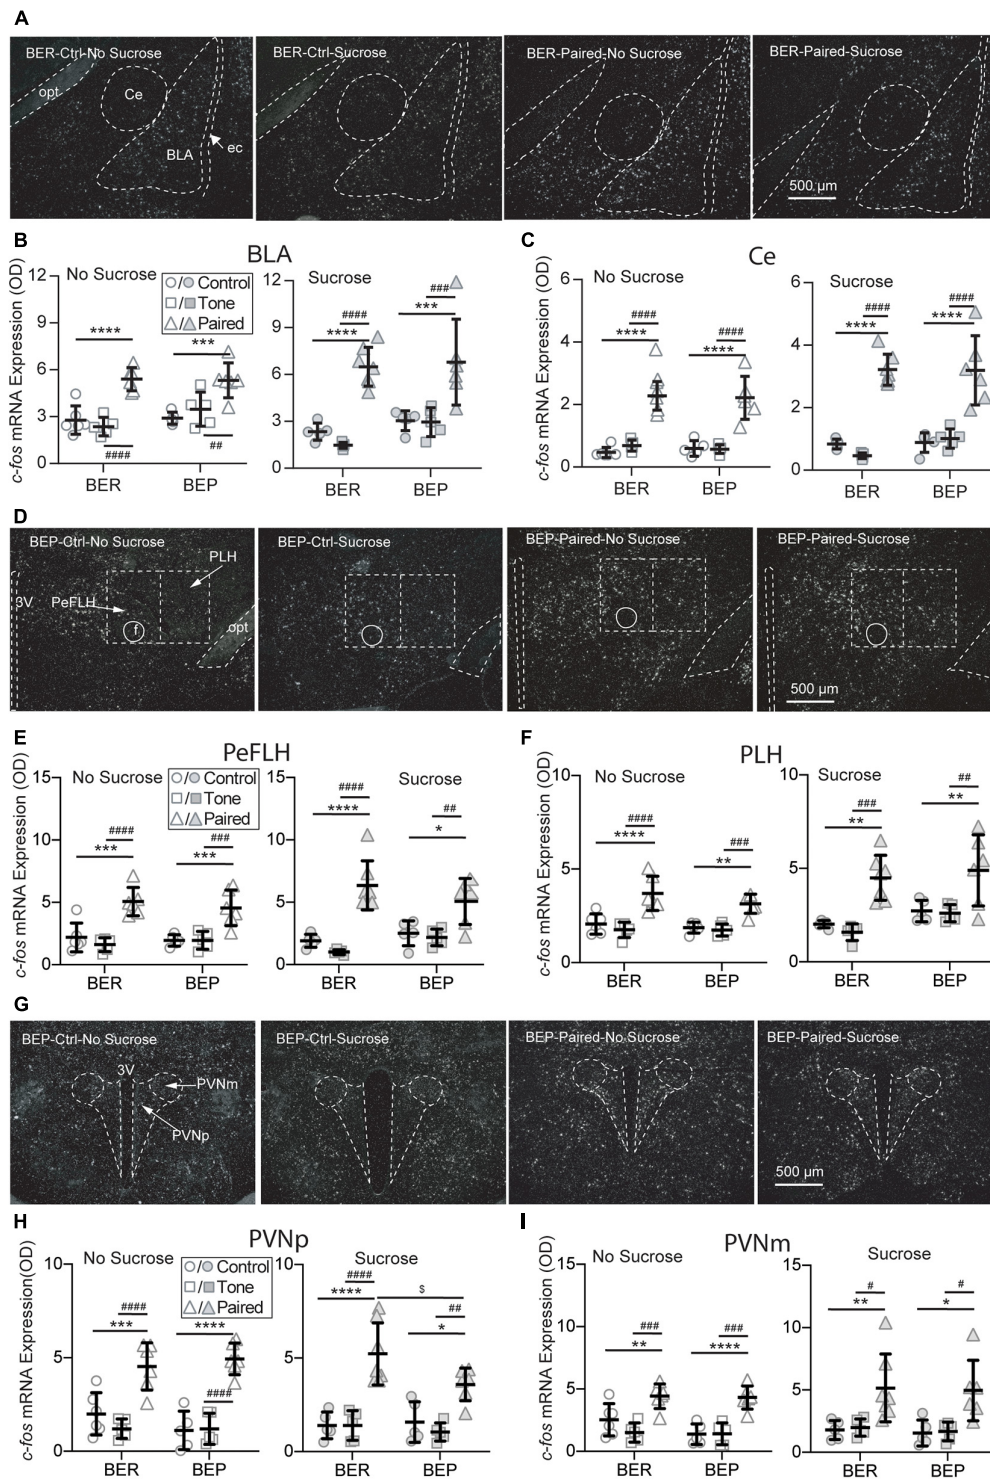 A
BER-Ctrl-No Sucrose
BER-Ctrl-Sucrose
BER-Paired-No Sucrose
BER-Paired-Sucrose
opt
Ce
BLA
ec
500 µm
B
BLA
c-fos mRNA Expression (OD)
No Sucrose
○/● Control
□/■ Tone
△/▲ Paired
Sucrose
12
9
6
3
0
****
***
####
##
BER
BEP
12
9
6
3
0
####
****
###
***
BER
BEP
C
Ce
c-fos mRNA Expression (OD)
No Sucrose
Sucrose
6
4
2
0
####
****
####
****
BER
BEP
6
4
2
0
####
****
####
****
BER
BEP
D
BEP-Ctrl-No Sucrose
BEP-Ctrl-Sucrose
BEP-Paired-No Sucrose
BEP-Paired-Sucrose
PLH
3V
PeFLH
f
opt
500 µm
E
PeFLH
c-fos mRNA Expression (OD)
No Sucrose
○/● Control
□/■ Tone
△/▲ Paired
Sucrose
15
10
5
0
####
***
###
***
BER
BEP
15
10
5
0
####
****
##
*
BER
BEP
F
PLH
c-fos mRNA Expression (OD)
No Sucrose
Sucrose
10
5
0
####
****
###
**
BER
BEP
10
5
0
###
**
##
**
BER
BEP
G
BEP-Ctrl-No Sucrose
BEP-Ctrl-Sucrose
BEP-Paired-No Sucrose
BEP-Paired-Sucrose
3V
PVNm
PVNp
500 µm
H
PVNp
c-fos mRNA Expression(OD)
No Sucrose
○/● Control
□/■ Tone
△/▲ Paired
Sucrose
10
5
0
####
***
****
####
BER
BEP
10
5
0
####
****
$
##
*
BER
BEP
I
PVNm
c-fos mRNA Expression (OD)
No Sucrose
Sucrose
15
10
5
0
###
**
###
****
BER
BEP
15
10
5
0
#
**
#
*
BER
BEP